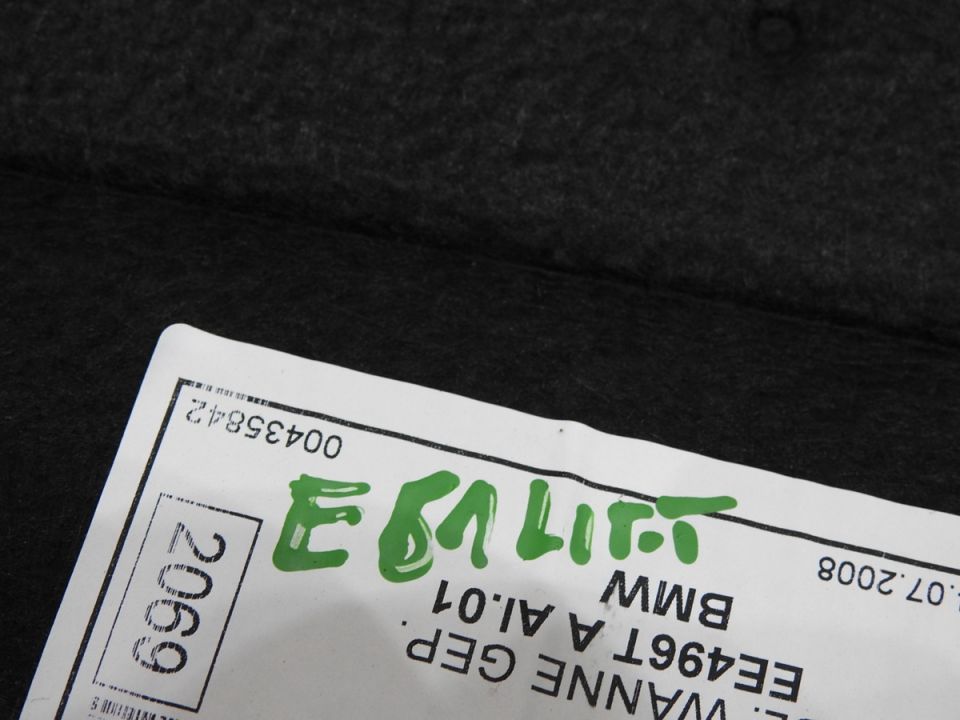 E61 LIFT
WANNE GEP.
EE496T A AI.01
BMW
.07.2008
00435842
2069